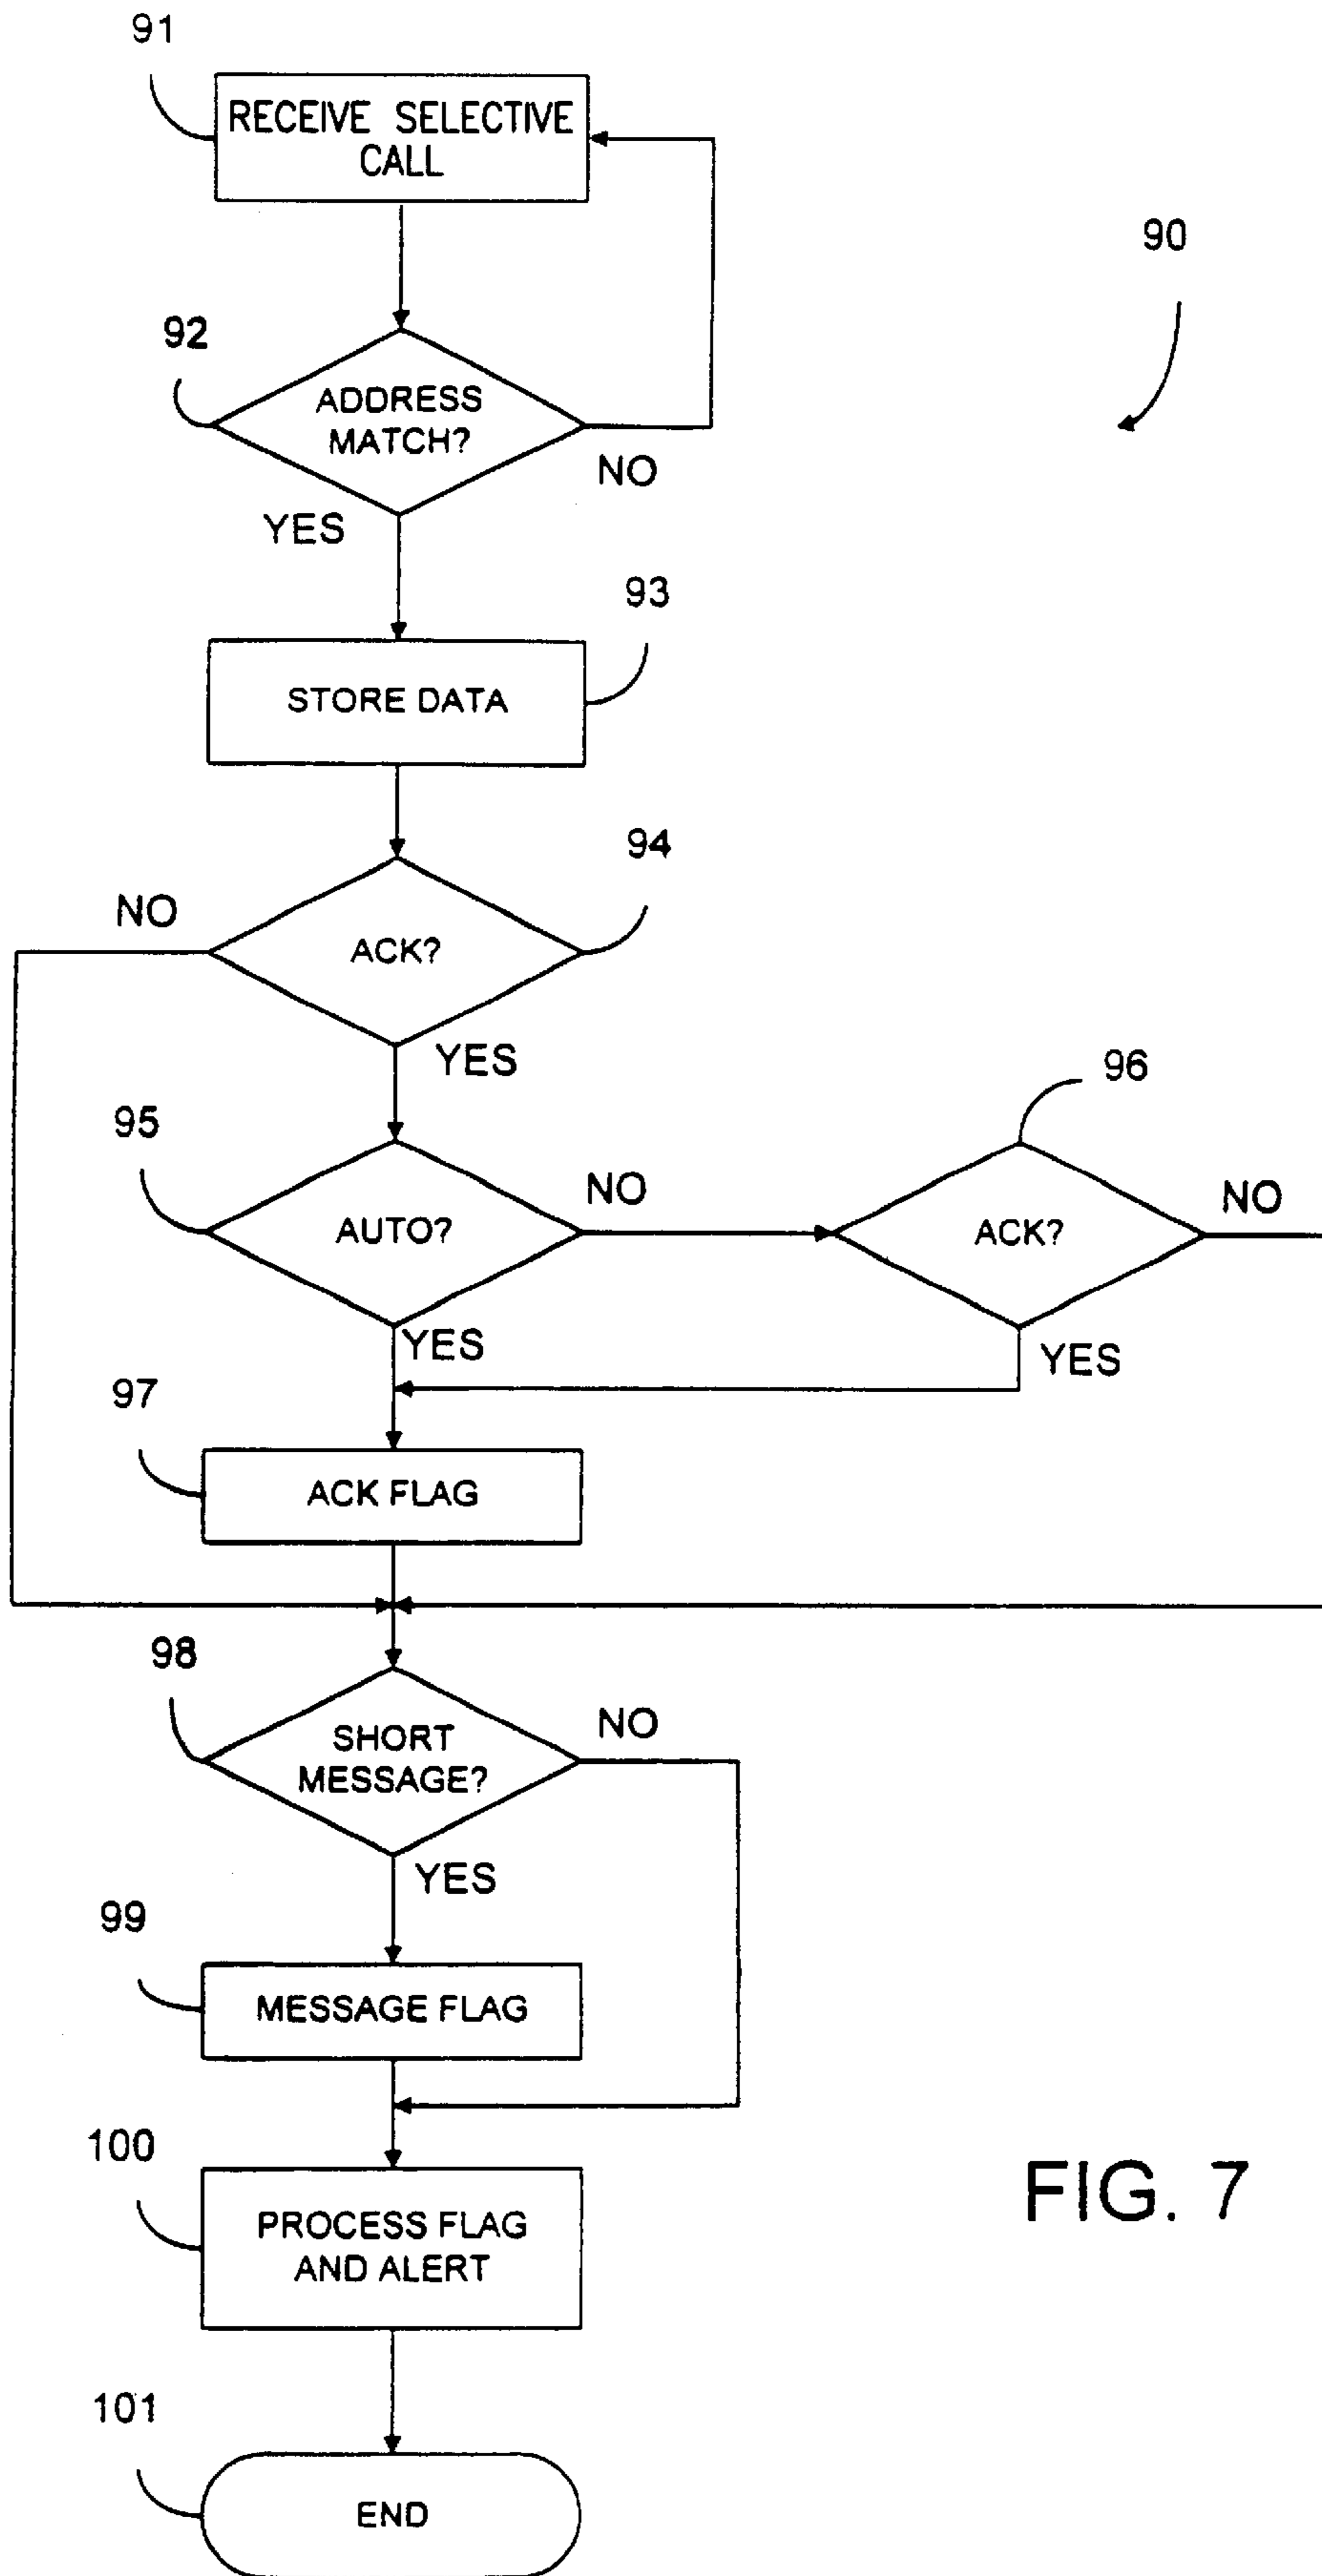 91
RECEIVE SELECTIVE
CALL
90
92
ADDRESS
MATCH?
NO
YES
93
STORE DATA
94
NO
ACK?
YES
96
95
NO
NO
AUTO?
ACK?
YES
YES
97
ACK FLAG
98
NO
SHORT
MESSAGE?
YES
99
MESSAGE FLAG
100
PROCESS FLAG
AND ALERT
FIG. 7
101
END